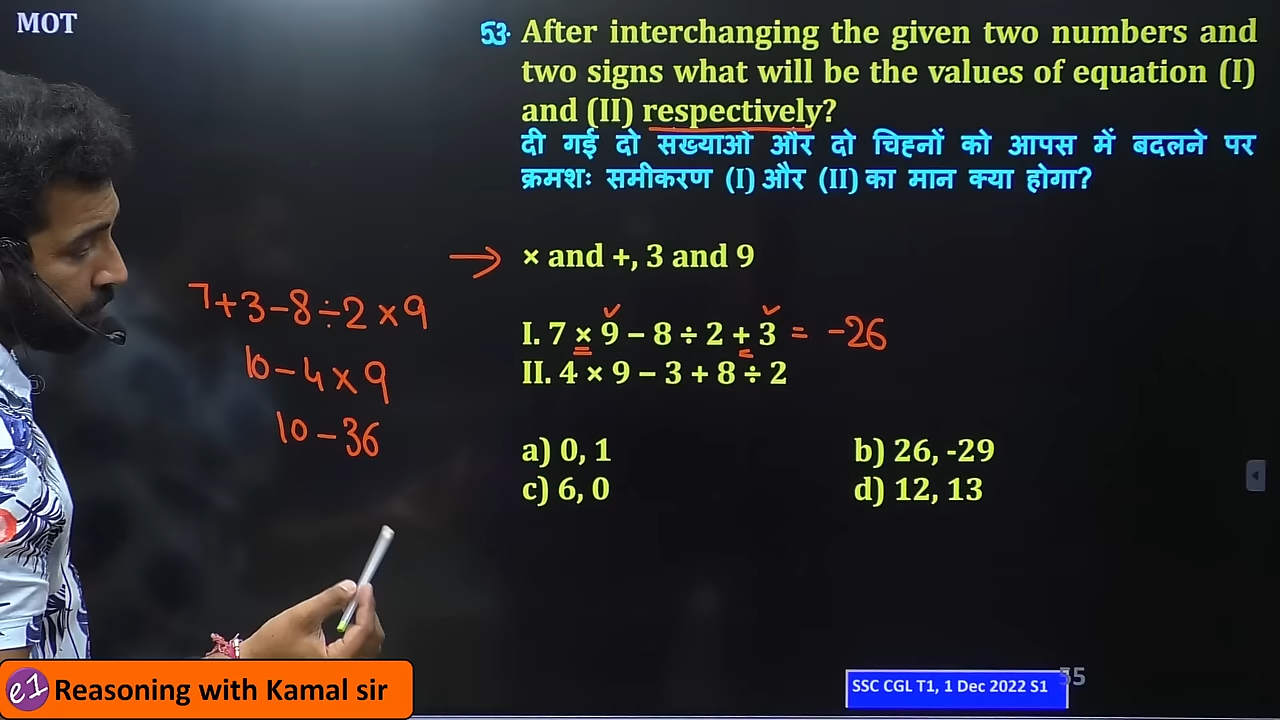 MOT
53. After interchanging the given two numbers and
two signs what will be the values of equation (I)
and (II) respectively?
दी गई दो सख्याओ और दो चिह्नों को आपस में बदलने पर
क्रमशः समीकरण (I) और (II) का मान क्या होगा?
→ × and +, 3 and 9
I. 7 × 9 – 8 ÷ 2 + 3 = -26
II. 4 × 9 – 3 + 8 ÷ 2
7+3-8÷2×9
10-4×9
10-36
a) 0, 1
b) 26, -29
c) 6, 0
d) 12, 13
e1 Reasoning with Kamal sir
SSC CGL T1, 1 Dec 2022 S1
55